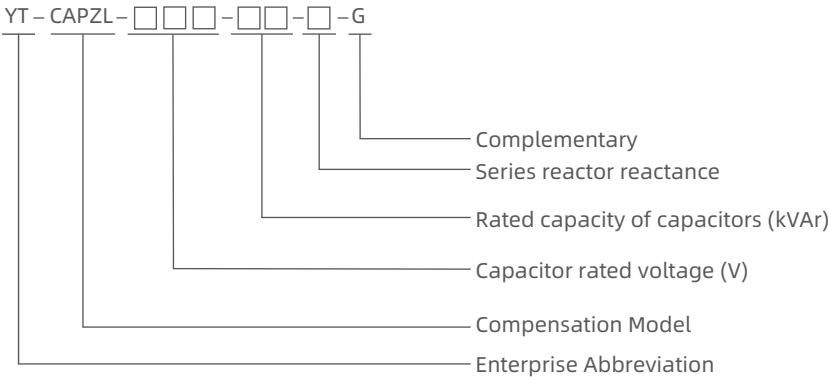 YT–CAPZL–□□□–□□–□–G
Complementary
Series reactor reactance
Rated capacity of capacitors (kVAr)
Capacitor rated voltage (V)
Compensation Model
Enterprise Abbreviation